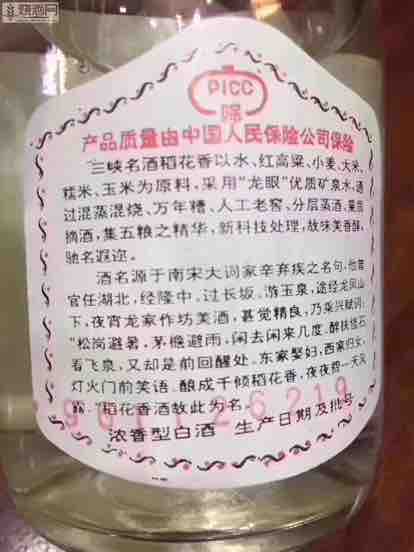 PICC
保
产品质量由中国人民保险公司保险
三峡名酒稻花香以水、红高粱、小麦、大米、
糯米、玉米为原料，采用“龙眼”优质矿泉水，通
过混蒸混烧、万年糟、人工老窖、分层蒸酒，量质
摘酒，集五粮之精华，新科技处理，故味美香醇，
驰名遐迩。
酒名源于南宋大词家辛弃疾之名句，他曾
官任湖北，经隆中、过长坂、游玉泉，途经龙凤山
下，夜宵龙家作坊美酒，甚觉精良，乃采兴赋词：
“松岗避暑，茅檐避雨，闲去闲来几度。醉扶怪石
看飞泉，又却是前回醒处。东家娶妇，西家归女，
灯火门前笑语。酿成千顷稻花香，夜夜费一天风
露。”稻花香酒故此为名。
浓香型白酒 生产日期及批号